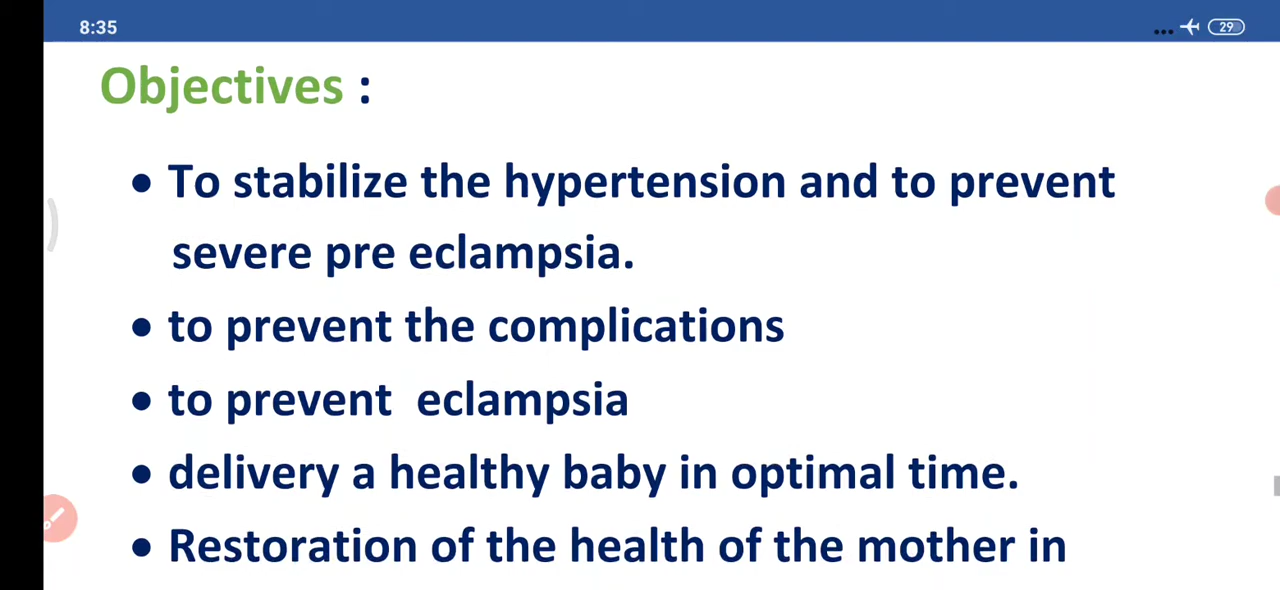 8:35
29
Objectives :
• To stabilize the hypertension and to prevent
severe pre eclampsia.
• to prevent the complications
• to prevent  eclampsia
• delivery a healthy baby in optimal time.
• Restoration of the health of the mother in